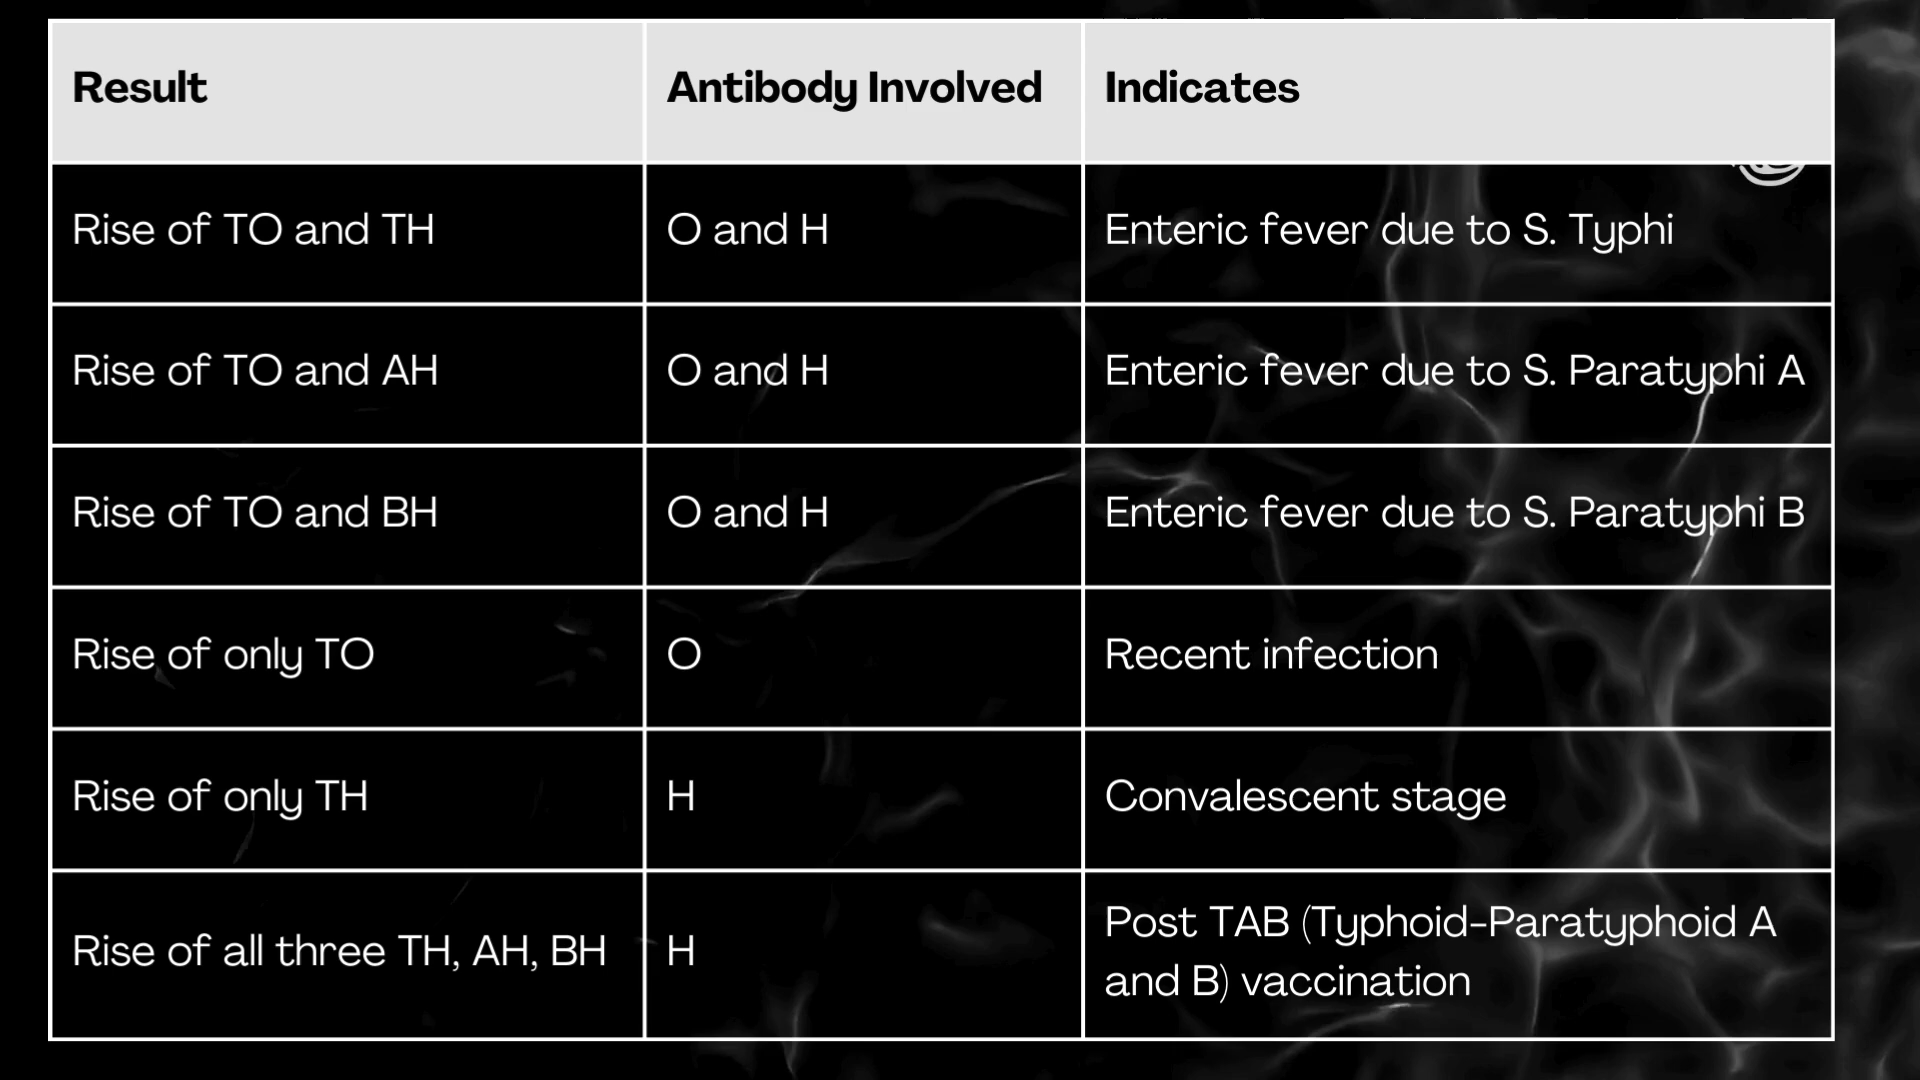 Result Antibody Involved Indicates
Rise of TO and TH O and H Enteric fever due to S. Typhi
Rise of TO and AH O and H Enteric fever due to S. Paratyphi A
Rise of TO and BH O and H Enteric fever due to S. Paratyphi B
Rise of only TO O Recent infection
Rise of only TH H Convalescent stage
Rise of all three TH, AH, BH H Post TAB (Typhoid-Paratyphoid A
and B) vaccination